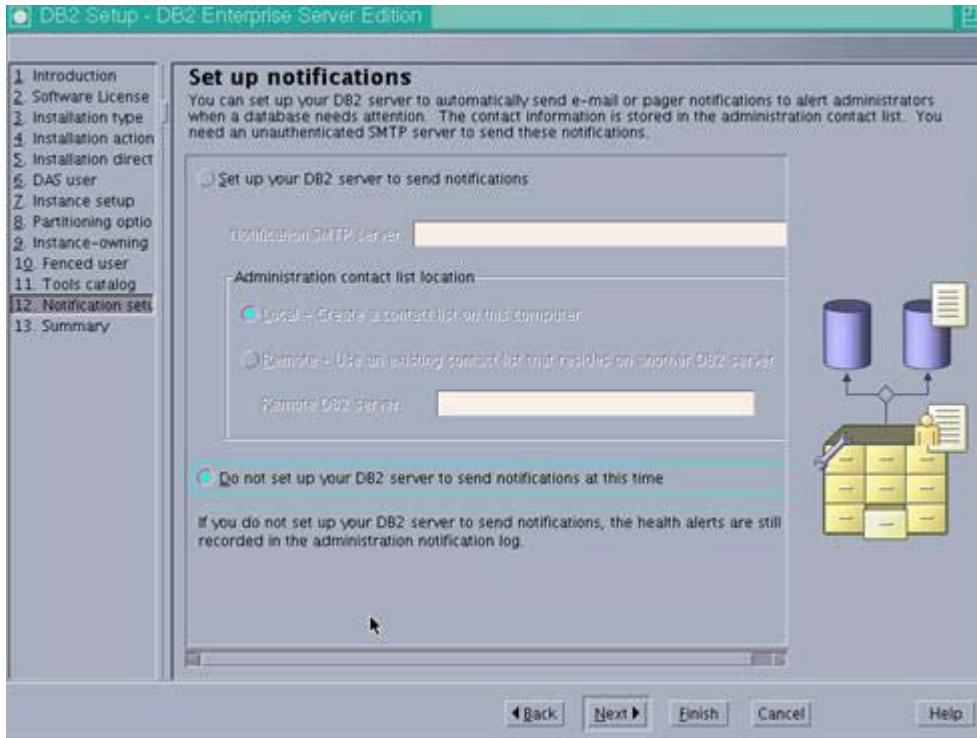 DB2 Setup - DB2 Enterprise Server Edition
1. Introduction
2. Software License
3. Installation type
4. Installation action
5. Installation direct
6. DAS user
7. Instance setup
8. Partitioning optio
9. Instance-owning
10. Fenced user
11. Tools catalog
12. Notification setu
13. Summary
Set up notifications
You can set up your DB2 server to automatically send e-mail or pager notifications to alert administrators
when a database needs attention. The contact information is stored in the administration contact list. You
need an unauthenticated SMTP server to send these notifications.
Set up your DB2 server to send notifications
Notification SMTP server
Administration contact list location
Local - Create a contact list on this computer
Remote - Use an existing contact list that resides on another DB2 server
Remote DB2 server
Do not set up your DB2 server to send notifications at this time
If you do not set up your DB2 server to send notifications, the health alerts are still
recorded in the administration notification log.
Back
Next
Finish
Cancel
Help